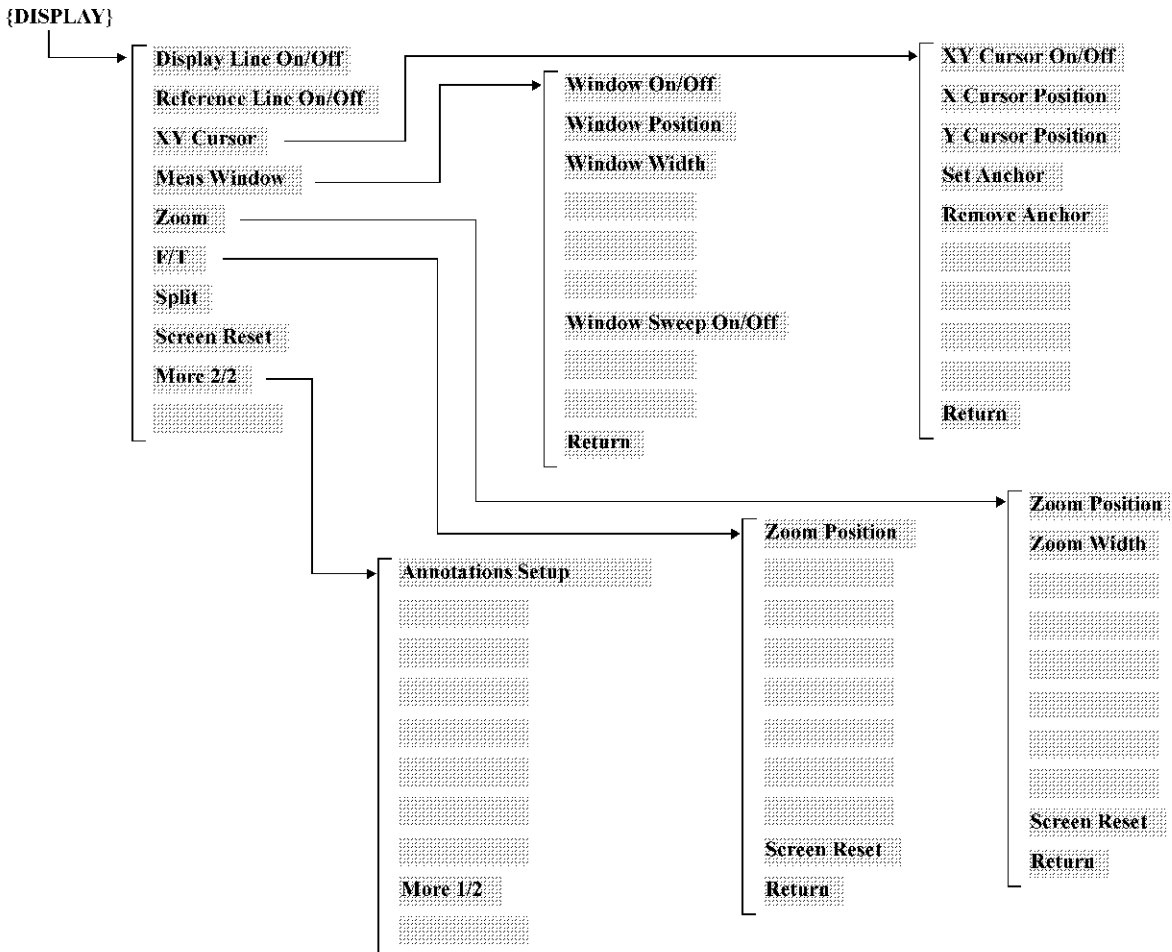 {DISPLAY}
Display Line On/Off
Reference Line On/Off
XY Cursor
Meas Window
Zoom
F/T
Split
Screen Reset
More 2/2
Window On/Off
Window Position
Window Width
Window Sweep On/Off
Return
XY Cursor On/Off
X Cursor Position
Y Cursor Position
Set Anchor
Remove Anchor
Return
Annotations Setup
More 1/2
Zoom Position
Screen Reset
Return
Zoom Position
Zoom Width
Screen Reset
Return